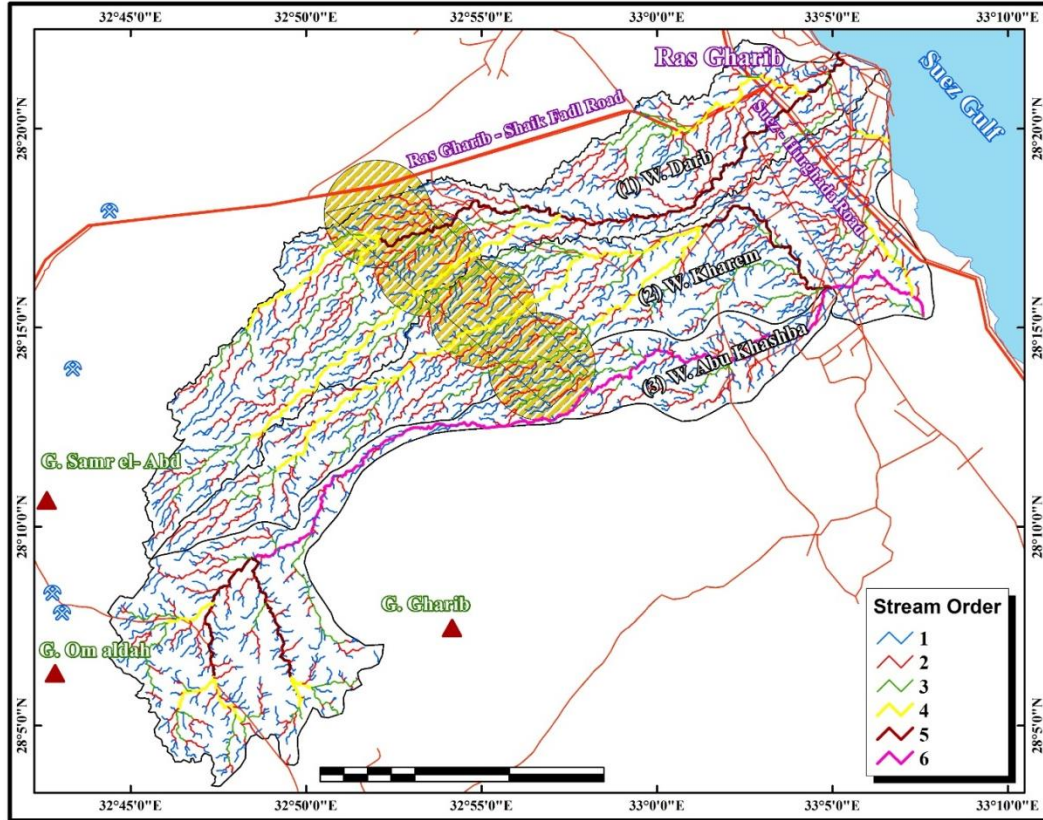 32°45'0"E 32°50'0"E 32°55'0"E 33°0'0"E 33°5'0"E 33°10'0"E
Ras Gharib
Suez Gulf
28°20'0"N
28°20'0"N
Ras Gharib - Shaik Fadl Road
Suez - Hurghada Road
(1) W. Darb
(2) W. Kharem
28°15'0"N
28°15'0"N
(3) W. Abu Khashba
G. Samr el- Abd
28°10'0"N
28°10'0"N
G. Gharib
G. Om aldah
28°5'0"N
28°5'0"N
Stream Order
1
2
3
4
5
6
32°45'0"E 32°50'0"E 32°55'0"E 33°0'0"E 33°5'0"E 33°10'0"E